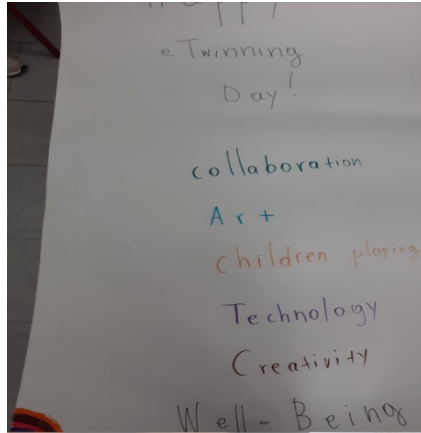 eTwinning
Day!
collaboration
Art
children playing
Technology
Creativity
Well-Being